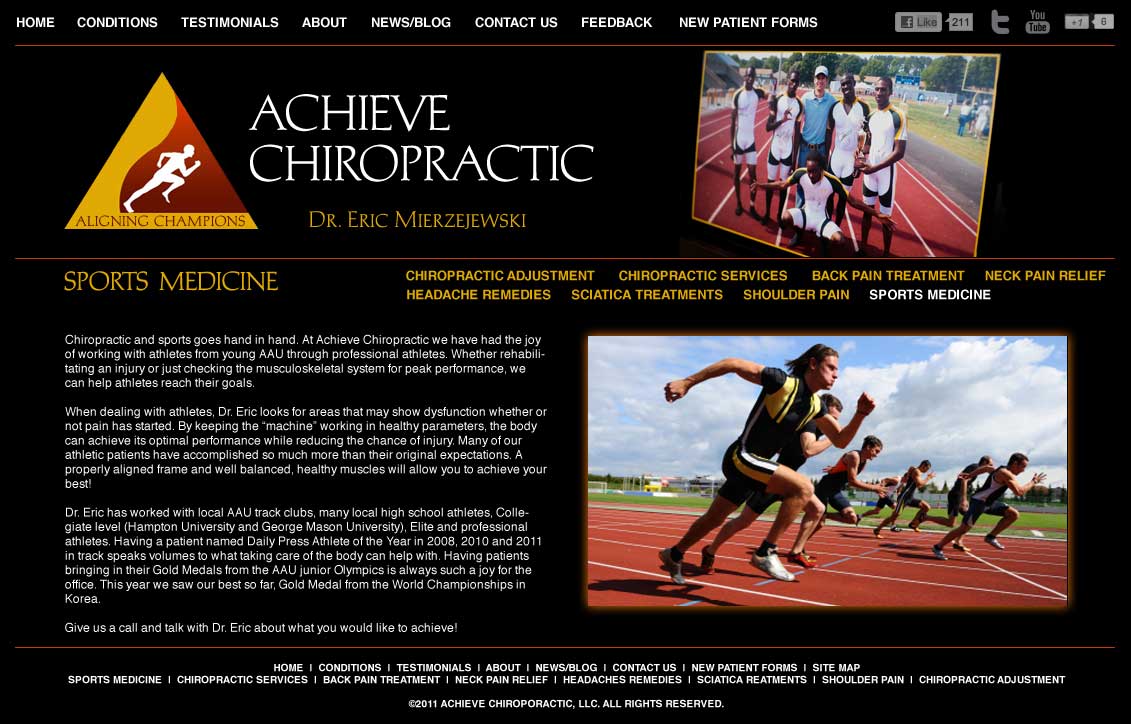 HOME CONDITIONS TESTIMONIALS ABOUT NEWS/BLOG CONTACT US FEEDBACK NEW PATIENT FORMS
Like 211 You Tube +1 6
ACHIEVE
CHIROPRACTIC
ALIGNING CHAMPIONS
DR. ERIC MIERZEJEWSKI
SPORTS MEDICINE
CHIROPRACTIC ADJUSTMENT CHIROPRACTIC SERVICES BACK PAIN TREATMENT NECK PAIN RELIEF
HEADACHE REMEDIES SCIATICA TREATMENTS SHOULDER PAIN SPORTS MEDICINE
Chiropractic and sports goes hand in hand. At Achieve Chiropractic we have had the joy
of working with athletes from young AAU through professional athletes. Whether rehabili-
tating an injury or just checking the musculoskeletal system for peak performance, we
can help athletes reach their goals.
When dealing with athletes, Dr. Eric looks for areas that may show dysfunction whether or
not pain has started. By keeping the “machine” working in healthy parameters, the body
can achieve its optimal performance while reducing the chance of injury. Many of our
athletic patients have accomplished so much more than their original expectations. A
properly aligned frame and well balanced, healthy muscles will allow you to achieve your
best!
Dr. Eric has worked with local AAU track clubs, many local high school athletes, Colle-
giate level (Hampton University and George Mason University), Elite and professional
athletes. Having a patient named Daily Press Athlete of the Year in 2008, 2010 and 2011
in track speaks volumes to what taking care of the body can help with. Having patients
bringing in their Gold Medals from the AAU junior Olympics is always such a joy for the
office. This year we saw our best so far, Gold Medal from the World Championships in
Korea.
Give us a call and talk with Dr. Eric about what you would like to achieve!
HOME | CONDITIONS | TESTIMONIALS | ABOUT | NEWS/BLOG | CONTACT US | NEW PATIENT FORMS | SITE MAP
SPORTS MEDICINE | CHIROPRACTIC SERVICES | BACK PAIN TREATMENT | NECK PAIN RELIEF | HEADACHES REMEDIES | SCIATICA REATMENTS | SHOULDER PAIN | CHIROPRACTIC ADJUSTMENT
©2011 ACHIEVE CHIROPORACTIC, LLC. ALL RIGHTS RESERVED.